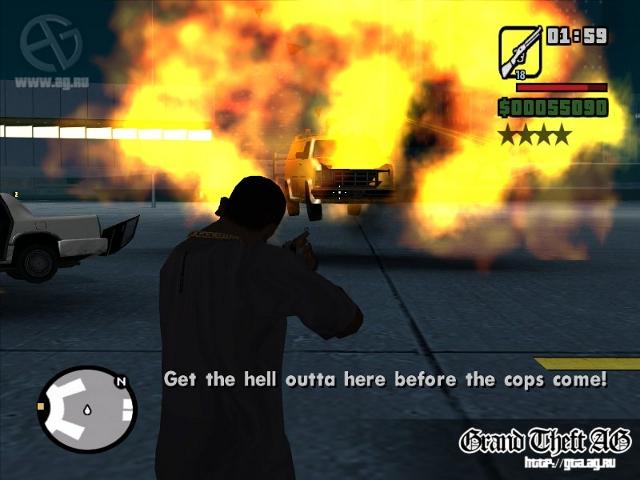 AG
www.ag.ru
01:59
18
$00055090
N
Get the hell outta here before the cops come!
Grand Theft AG
http://gta.ag.ru